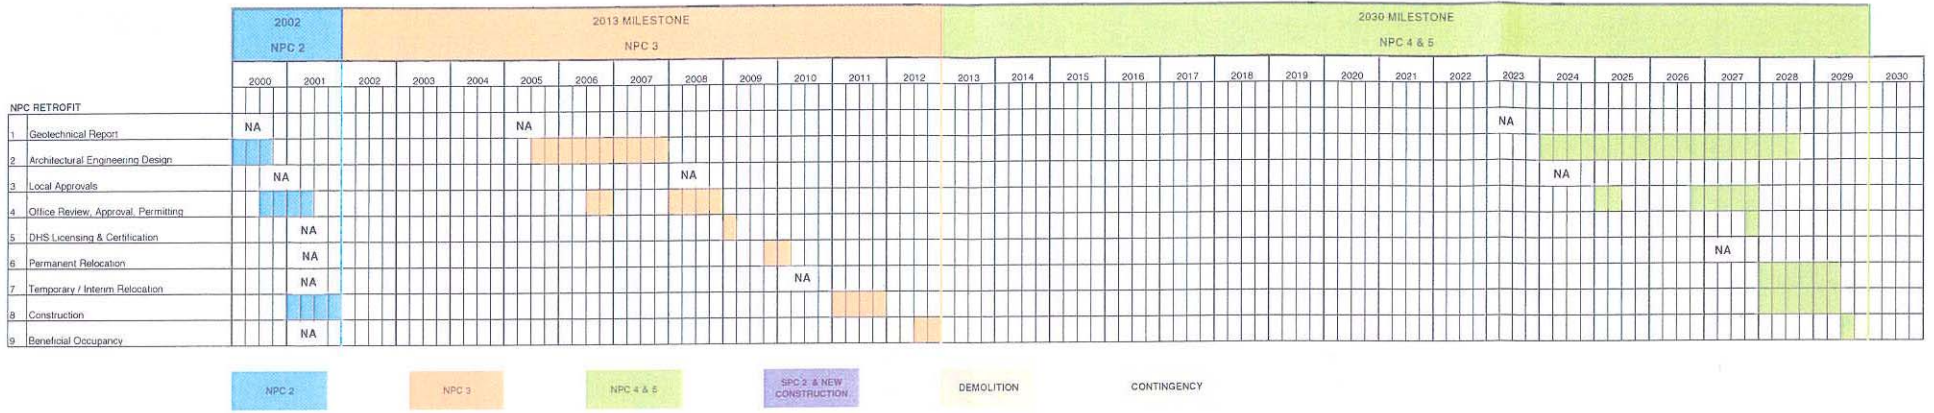 2002
2013 MILESTONE
2030 MILESTONE
NPC 2
NPC 3
NPC 4 & 5
2000 2001 2002 2003 2004 2005 2006 2007 2008 2009 2010 2011 2012 2013 2014 2015 2016 2017 2018 2019 2020 2021 2022 2023 2024 2025 2026 2027 2028 2029 2030
NPC RETROFIT
1 Geotechnical Report NA NA NA
2 Architectural Engineering Design
3 Local Approvals NA NA NA
4 Office Review, Approval, Permitting
5 DHS Licensing & Certification NA
6 Permanent Relocation NA NA
7 Temporary / Interim Relocation NA NA
8 Construction
9 Beneficial Occupancy NA
NPC 2
NPC 3
NPC 4 & 5
SPC 2 & NEW
CONSTRUCTION
DEMOLITION
CONTINGENCY